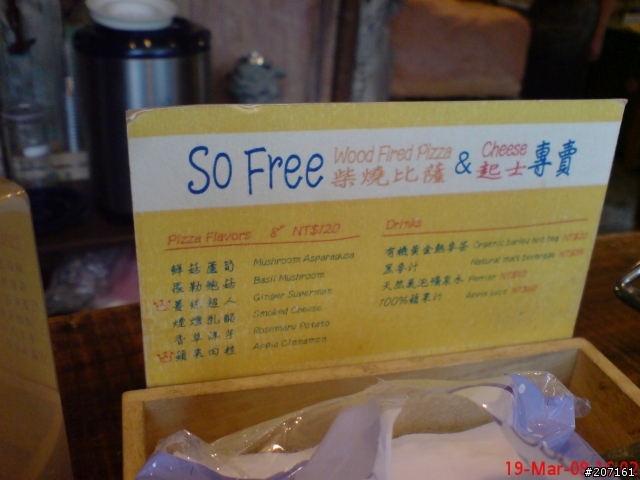 So Free Wood Fired Pizza & Cheese
柴燒比薩 起士專賣
Pizza Flavors 8" NT$120
鮮菇蘆筍 Mushroom Asparagus
羅勒鮑菇 Basil Mushroom
薑絲超人 Ginger Superman
煙燻乳酪 Smoked Cheese
香草洋芋 Rosemary Potato
蘋果肉桂 Apple Cinnamon
Drinks
有機黃金熱麥茶 Organic barley hot tea
黑麥汁 Natural malt beverage
天然氣泡礦泉水 Perrier
100%蘋果汁 Apple juice
19-Mar-08
#207161